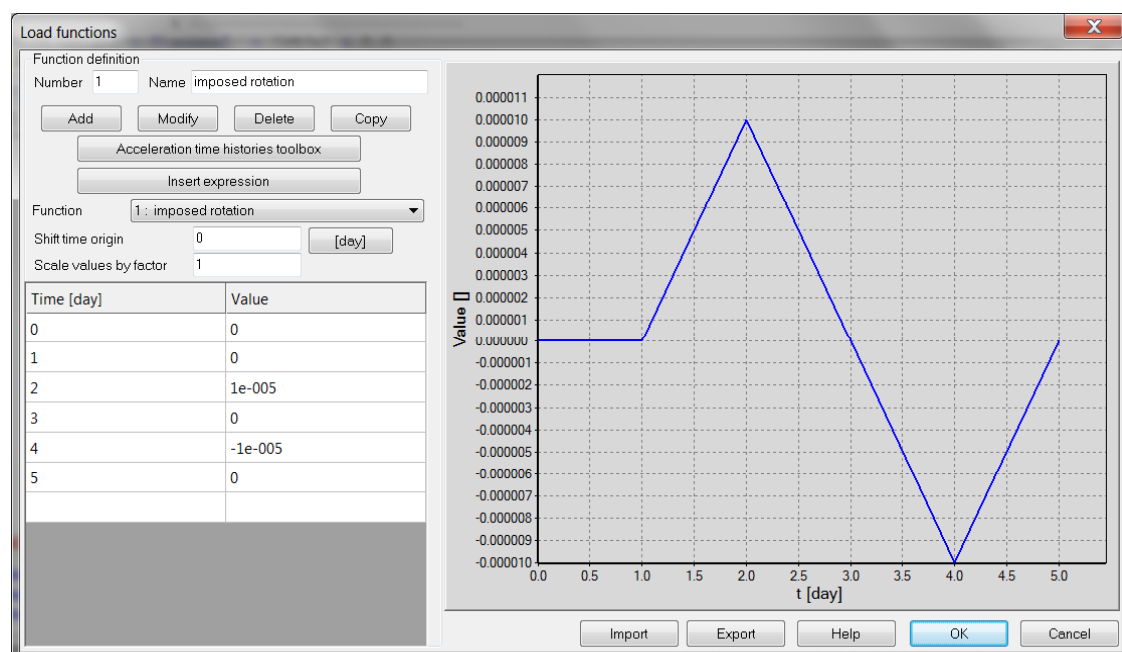 Load functions
Function definition
Number 1 Name imposed rotation
Add Modify Delete Copy
Acceleration time histories toolbox
Insert expression
Function 1 : imposed rotation
Shift time origin 0 [day]
Scale values by factor 1
Time [day] Value
0 0
1 0
2 1e-005
3 0
4 -1e-005
5 0
Value []
0.000011
0.000010
0.000009
0.000008
0.000007
0.000006
0.000005
0.000004
0.000003
0.000002
0.000001
0.000000
-0.000001
-0.000002
-0.000003
-0.000004
-0.000005
-0.000006
-0.000007
-0.000008
-0.000009
-0.000010
0.0 0.5 1.0 1.5 2.0 2.5 3.0 3.5 4.0 4.5 5.0
t [day]
Import Export Help OK Cancel